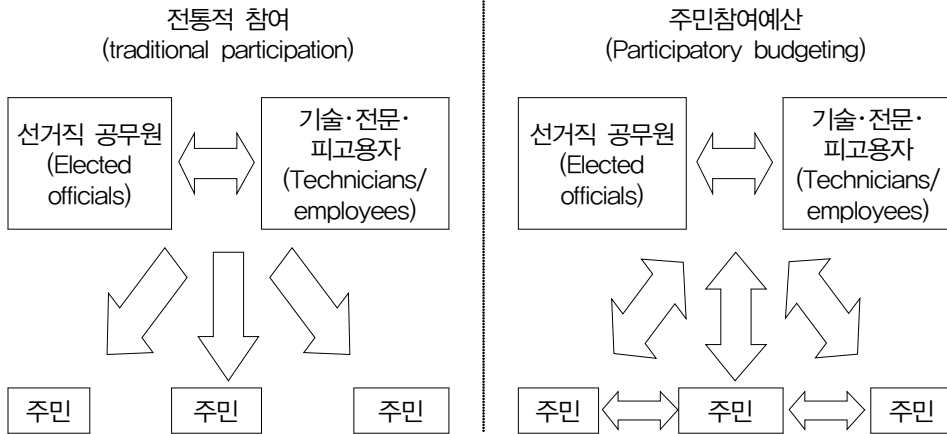 전통적 참여
(traditional participation)
선거직 공무원
(Elected
officials)
기술·전문·
피고용자
(Technicians/
employees)
주민
주민
주민
주민참여예산
(Participatory budgeting)
선거직 공무원
(Elected
officials)
기술·전문·
피고용자
(Technicians/
employees)
주민
주민
주민